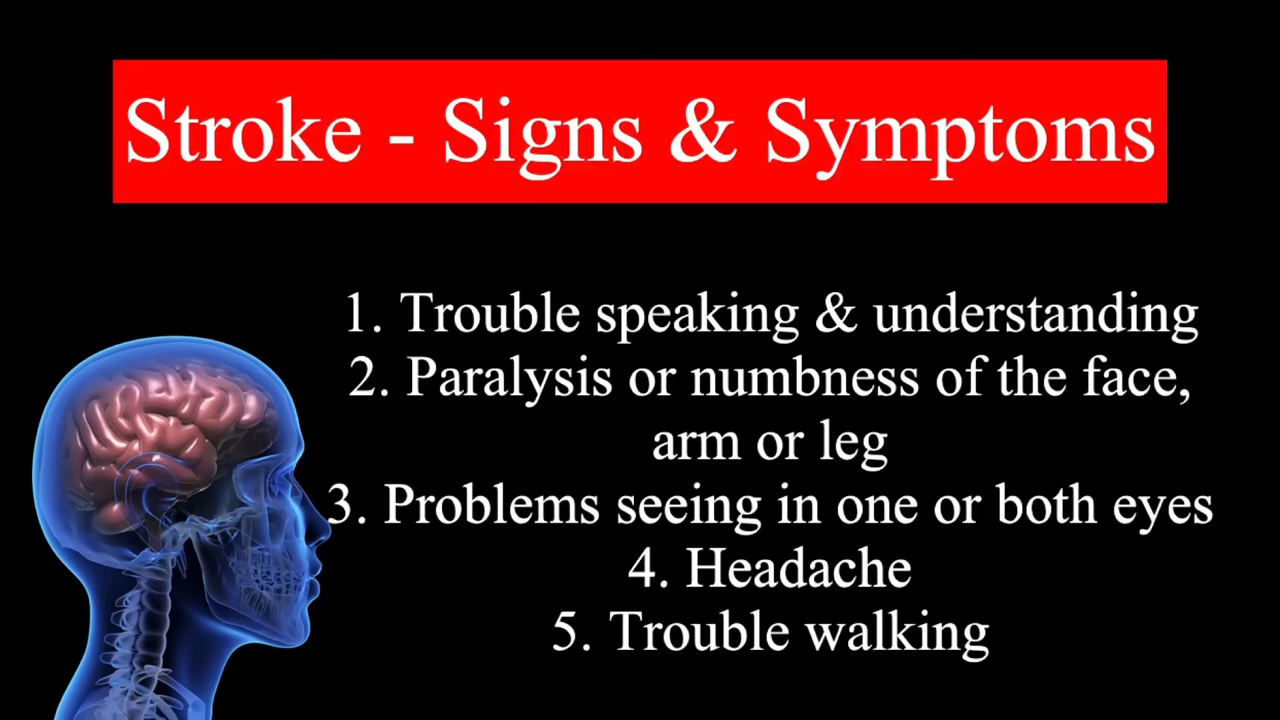 Stroke - Signs & Symptoms
1. Trouble speaking & understanding
2. Paralysis or numbness of the face,
arm or leg
3. Problems seeing in one or both eyes
4. Headache
5. Trouble walking